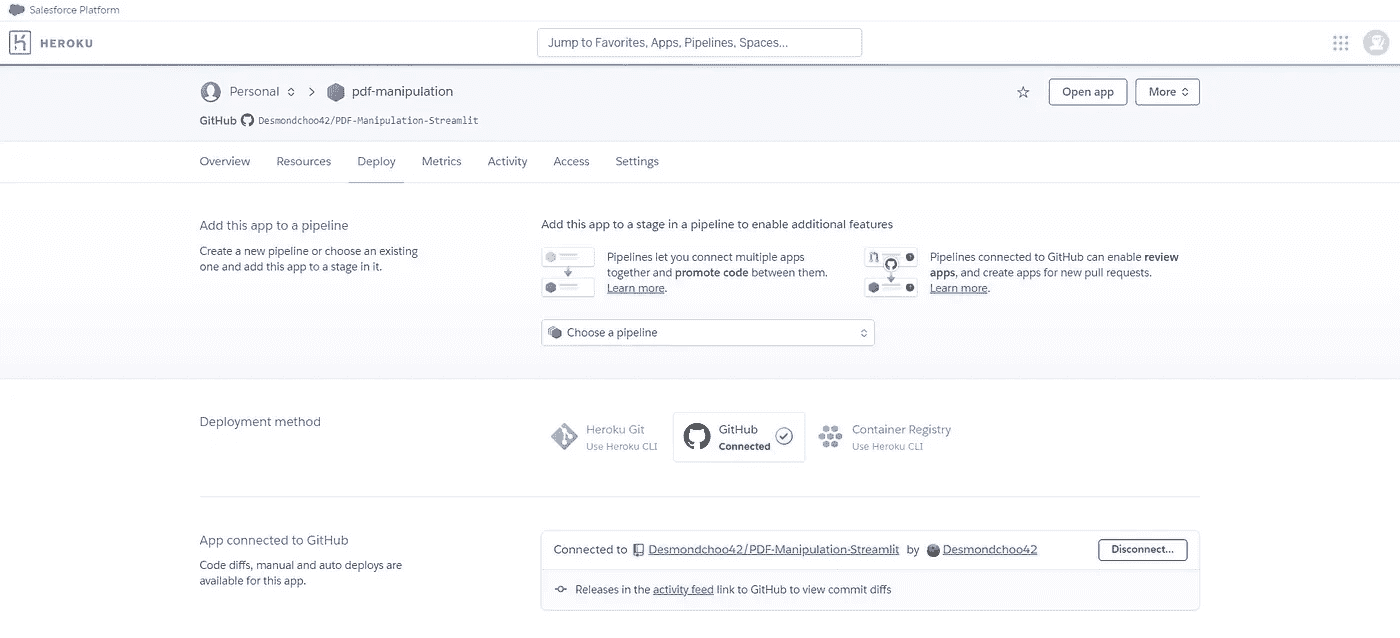 Salesforce Platform
HEROKU
Jump to Favorites, Apps, Pipelines, Spaces...
Personal
pdf-manipulation
Open app
More
GitHub Desmondchoo42/PDF-Manipulation-Streamlit
Overview
Resources
Deploy
Metrics
Activity
Access
Settings
Add this app to a pipeline
Create a new pipeline or choose an existing
one and add this app to a stage in it.
Add this app to a stage in a pipeline to enable additional features
Pipelines let you connect multiple apps
together and promote code between them.
Learn more.
Pipelines connected to GitHub can enable review
apps, and create apps for new pull requests.
Learn more.
Choose a pipeline
Deployment method
Heroku Git
Use Heroku CLI
GitHub
Connected
Container Registry
Use Heroku CLI
App connected to GitHub
Code diffs, manual and auto deploys are
available for this app.
Connected to Desmondchoo42/PDF-Manipulation-Streamlit by Desmondchoo42
Disconnect...
Releases in the activity feed link to GitHub to view commit diffs